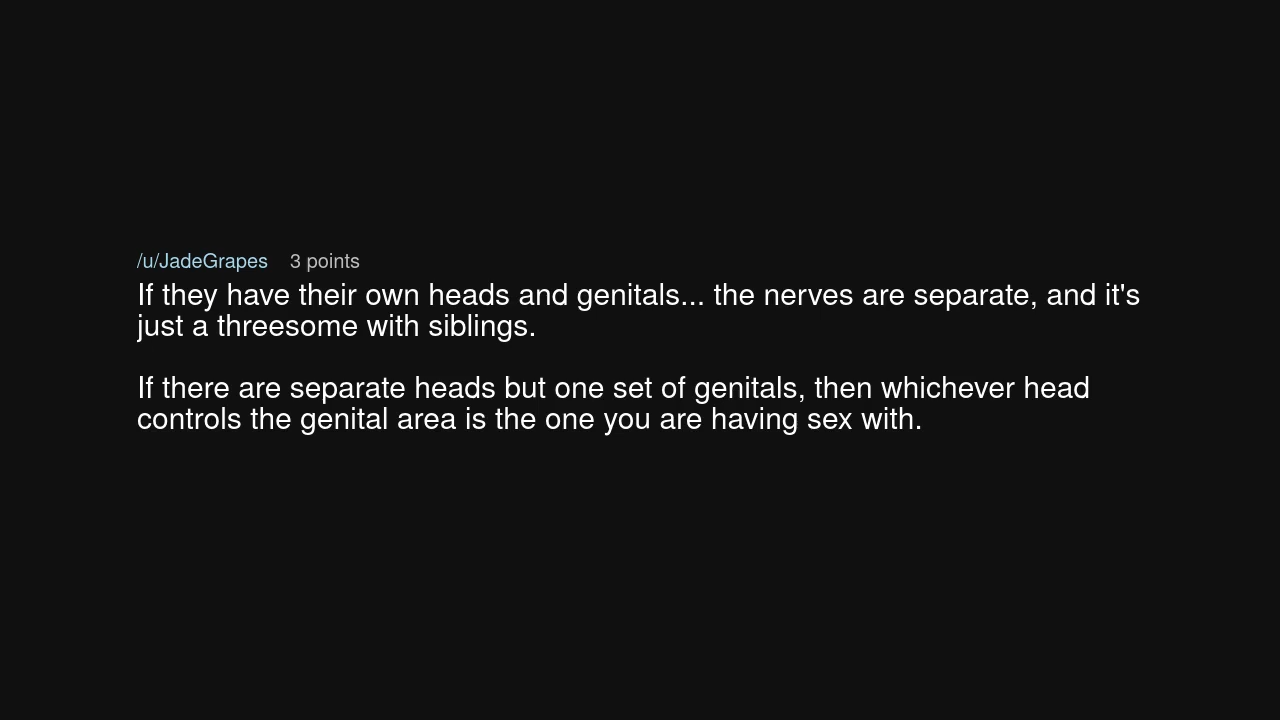 /u/JadeGrapes 3 points
If they have their own heads and genitals... the nerves are separate, and it's
just a threesome with siblings.
If there are separate heads but one set of genitals, then whichever head
controls the genital area is the one you are having sex with.